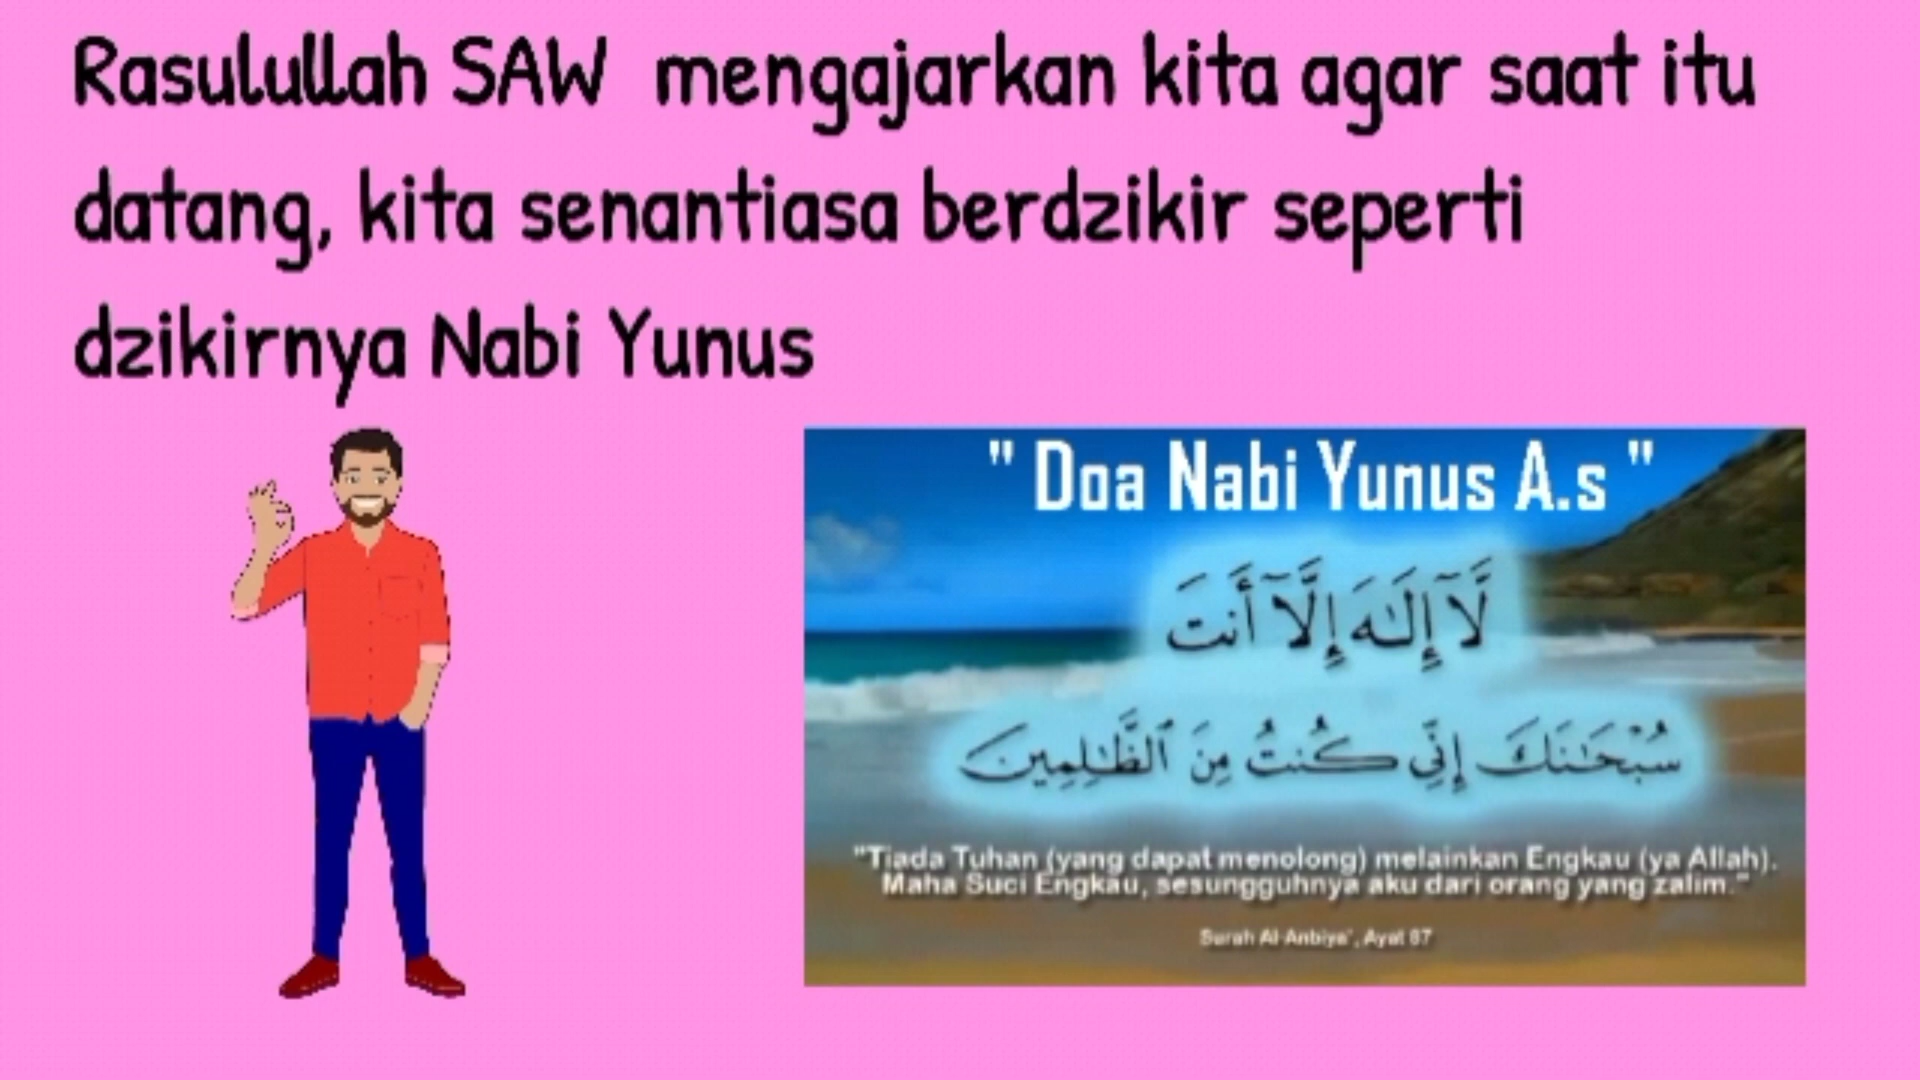 Rasulullah SAW mengajarkan kita agar saat itu
datang, kita senantiasa berdzikir seperti
dzikirnya Nabi Yunus
" Doa Nabi Yunus A.s "
لَّآ إِلَٰهَ إِلَّآ أَنتَ
سُبْحَٰنَكَ إِنِّى كُنتُ مِنَ ٱلظَّٰلِمِينَ
"Tiada Tuhan (yang dapat menolong) melainkan Engkau (ya Allah).
Maha Suci Engkau, sesungguhnya aku dari orang yang zalim."
Surah Al-Anbiya', Ayat 87